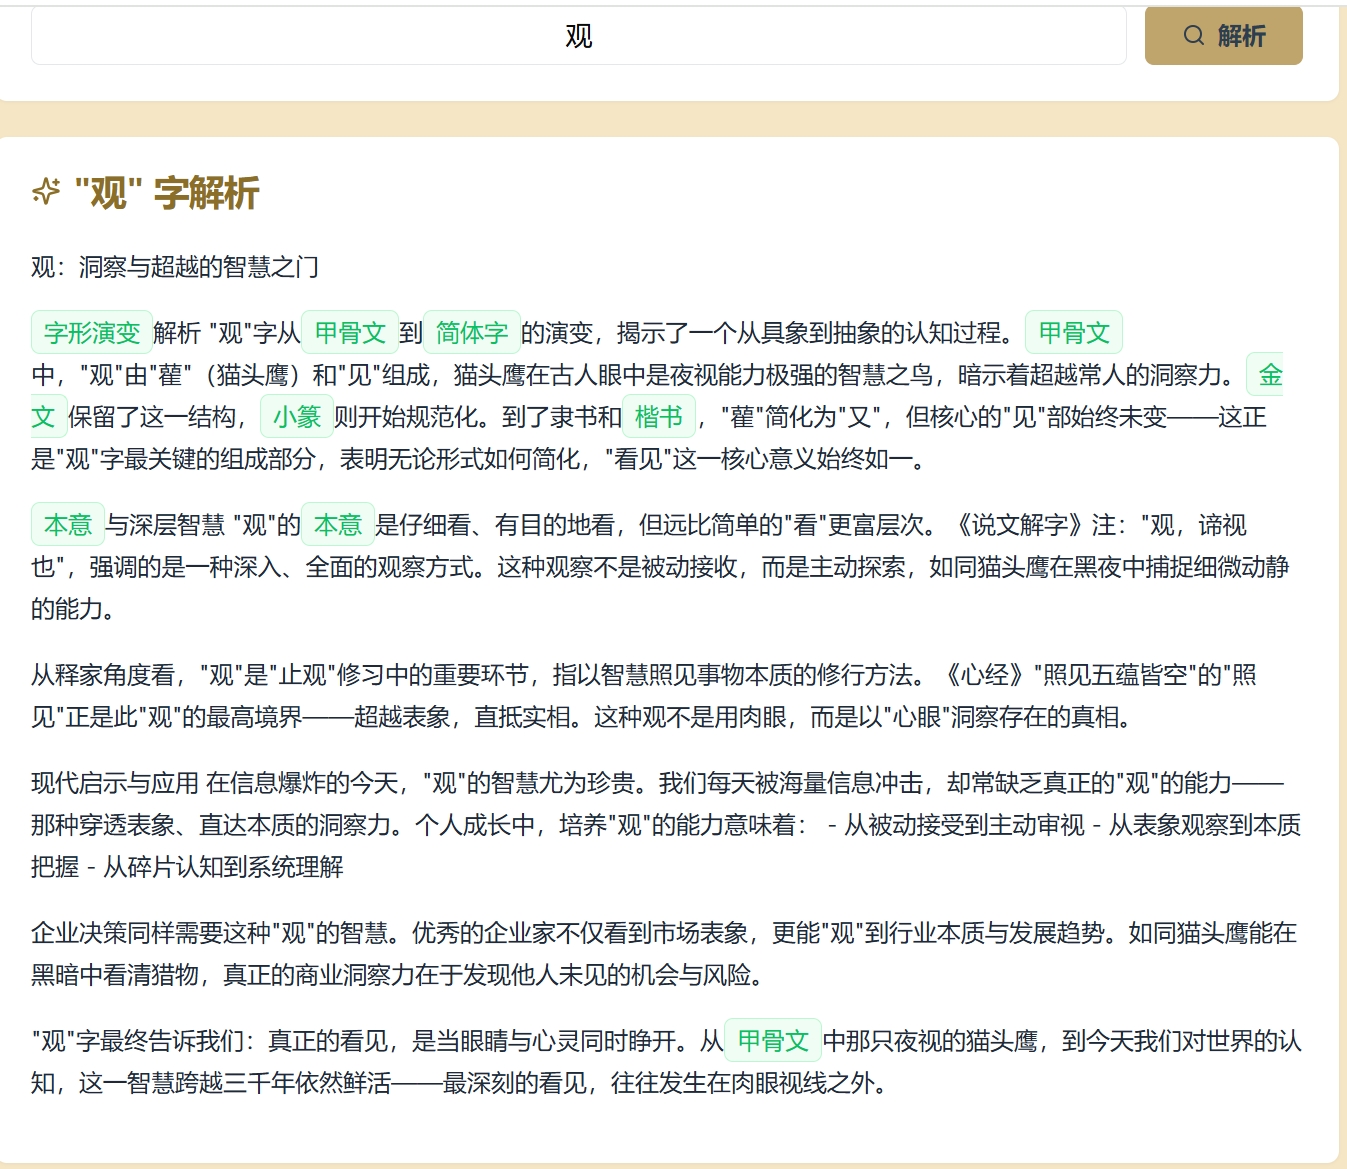 观
解析
"观" 字解析
观：洞察与超越的智慧之门
字形演变解析 "观"字从甲骨文到简体字的演变，揭示了一个从具象到抽象的认知过程。甲骨文
中，"观"由"雚"（猫头鹰）和"见"组成，猫头鹰在古人眼中是夜视能力极强的智慧之鸟，暗示着超越常人的洞察力。金
文保留了这一结构，小篆则开始规范化。到了隶书和楷书，"雚"简化为"又"，但核心的"见"部始终未变——这正
是"观"字最关键的组成部分，表明无论形式如何简化，"看见"这一核心意义始终如一。
本意与深层智慧 "观"的本意是仔细看、有目的地看，但远比简单的"看"更富层次。《说文解字》注："观，谛视
也"，强调的是一种深入、全面的观察方式。这种观察不是被动接收，而是主动探索，如同猫头鹰在黑夜中捕捉细微动静
的能力。
从释家角度看，"观"是"止观"修习中的重要环节，指以智慧照见事物本质的修行方法。《心经》"照见五蕴皆空"的"照
见"正是此"观"的最高境界——超越表象，直抵实相。这种观不是用肉眼，而是以"心眼"洞察存在的真相。
现代启示与应用 在信息爆炸的今天，"观"的智慧尤为珍贵。我们每天被海量信息冲击，却常缺乏真正的"观"的能力——
那种穿透表象、直达本质的洞察力。个人成长中，培养"观"的能力意味着： - 从被动接受到主动审视 - 从表象观察到本质
把握 - 从碎片认知到系统理解
企业决策同样需要这种"观"的智慧。优秀的企业家不仅看到市场表象，更能"观"到行业本质与发展趋势。如同猫头鹰能在
黑暗中看清猎物，真正的商业洞察力在于发现他人未见的机会与风险。
"观"字最终告诉我们：真正的看见，是当眼睛与心灵同时睁开。从甲骨文中那只夜视的猫头鹰，到今天我们对世界的认
知，这一智慧跨越三千年依然鲜活——最深刻的看见，往往发生在肉眼视线之外。